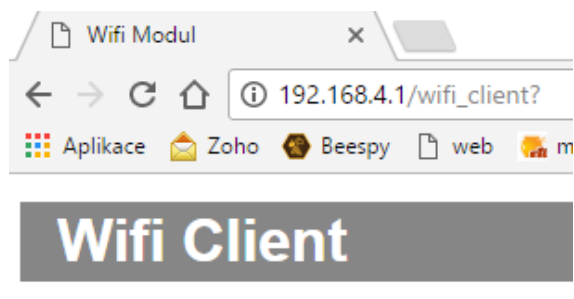 Wifi Modul
192.168.4.1/wifi_client?
Aplikace Zoho Beespy web m
Wifi Client